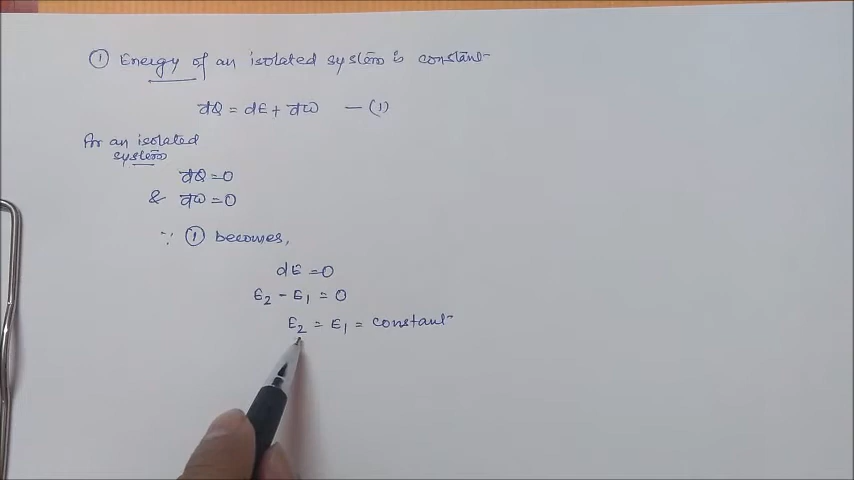 ① Energy of an isolated system is constant
đQ = dE + đW — (1)
For an isolated
system
đQ = 0
& đW = 0
∵ ① becomes,
dE = 0
E₂ - E₁ = 0
E₂ = E₁ = constant